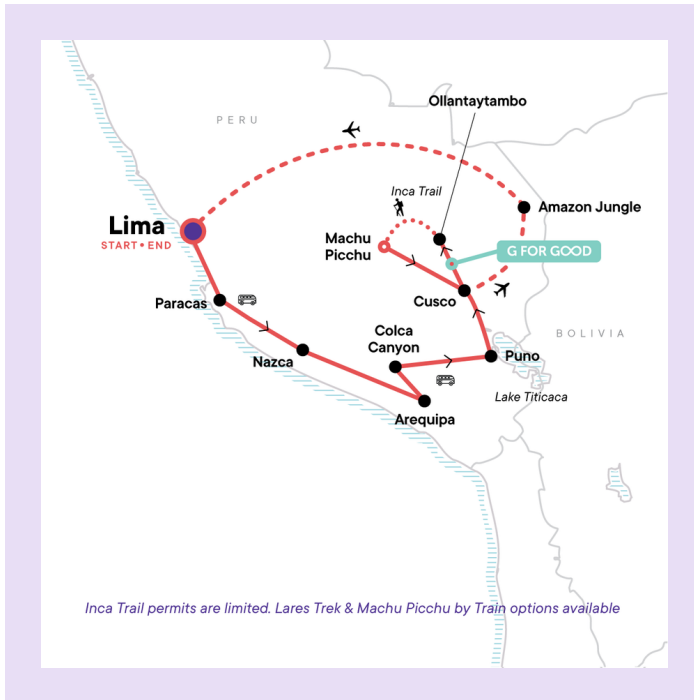 Ollantaytambo
PERU
Inca Trail
Amazon Jungle
Lima
START • END
Machu
Picchu
G FOR GOOD
Paracas
Cusco
Colca
Canyon
BOLIVIA
Nazca
Puno
Lake Titicaca
Arequipa
Inca Trail permits are limited. Lares Trek & Machu Picchu by Train options available